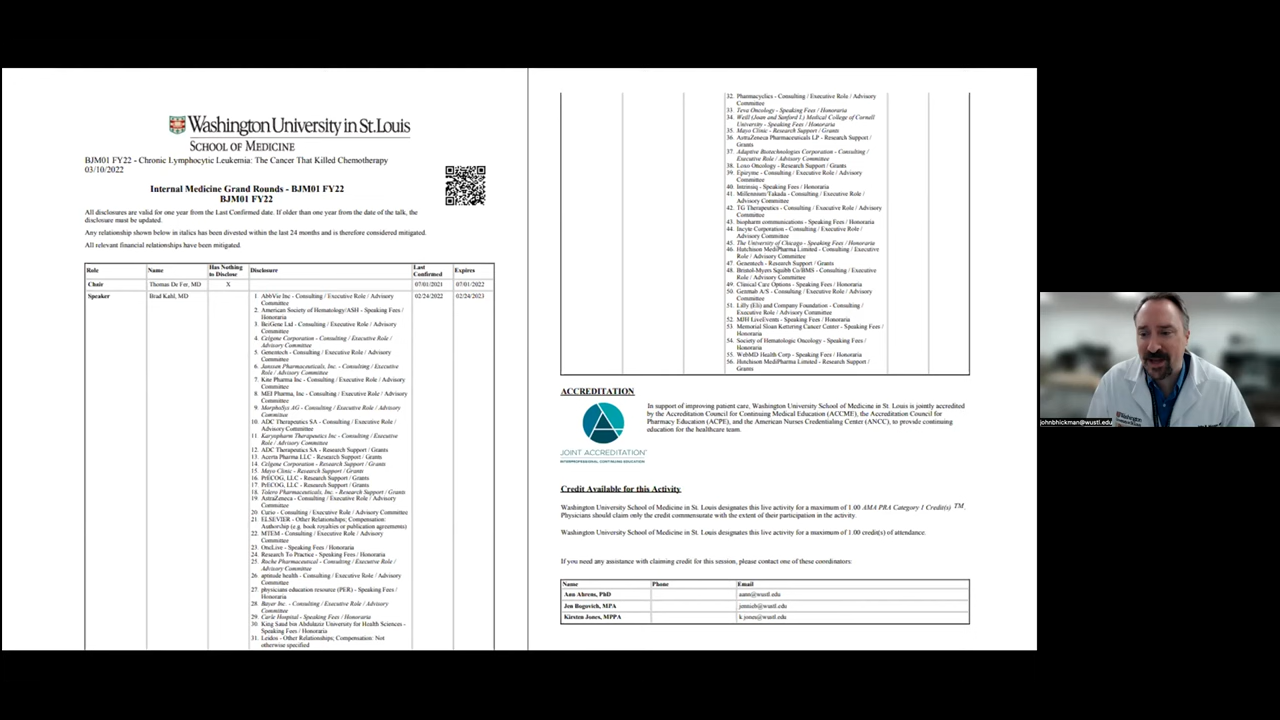 Washington University in St.Louis
SCHOOL OF MEDICINE
BJM01 FY22 - Chronic Lymphocytic Leukemia: The Cancer That Killed Chemotherapy
03/10/2022
Internal Medicine Grand Rounds - BJM01 FY22
BJM01 FY22
All disclosures are valid for one year from the Last Confirmed date. If older than one year from the date of the talk, the
disclosure must be updated.
Any relationship shown below in italics has been divested within the last 24 months and is therefore considered mitigated.
All relevant financial relationships have been mitigated.
Role Name Has Nothing to Disclose Disclosure Last Confirmed Expires
Chair Thomas De Fer, MD X 07/01/2021 07/01/2022
Speaker Brad Kahl, MD 02/24/2022 02/24/2023
1. AbbVie Inc - Consulting / Executive Role / Advisory
Committee
2. American Society of Hematology/ASH - Speaking Fees /
Honoraria
3. BeiGene Ltd - Consulting / Executive Role / Advisory
Committee
4. Celgene Corporation - Consulting / Executive Role /
Advisory Committee
5. Genentech - Consulting / Executive Role / Advisory
Committee
6. Janssen Pharmaceuticals, Inc. - Consulting / Executive
Role / Advisory Committee
7. Kite Pharma Inc - Consulting / Executive Role / Advisory
Committee
8. MEI Pharma, Inc - Consulting / Executive Role / Advisory
Committee
9. MorphoSys AG - Consulting / Executive Role / Advisory
Committee
10. ADC Therapeutics SA - Consulting / Executive Role /
Advisory Committee
11. Karyopharm Therapeutics Inc - Consulting / Executive
Role / Advisory Committee
12. ADC Therapeutics SA - Research Support / Grants
13. Acerta Pharma LLC - Research Support / Grants
14. Celgene Corporation - Research Support / Grants
15. Mayo Clinic - Research Support / Grants
16. PrECOG, LLC - Research Support / Grants
17. PrECOG, LLC - Research Support / Grants
18. Tolero Pharmaceuticals, Inc. - Research Support / Grants
19. AstraZeneca - Consulting / Executive Role / Advisory
Committee
20. Curio - Consulting / Executive Role / Advisory Committee
21. ELSEVIER - Other Relationships; Compensation:
Authorship (e.g. book royalties or publication agreements)
22. MTEM - Consulting / Executive Role / Advisory
Committee
23. OncLive - Speaking Fees / Honoraria
24. Research To Practice - Speaking Fees / Honoraria
25. Roche Pharmaceutical - Consulting / Executive Role /
Advisory Committee
26. aptitude health - Consulting / Executive Role / Advisory
Committee
27. physicians education resource (PER) - Speaking Fees /
Honoraria
28. Bayer Inc. - Consulting / Executive Role / Advisory
Committee
29. Carle Hospital - Speaking Fees / Honoraria
30. King Saud bin Abdulaziz University for Health Sciences -
Speaking Fees / Honoraria
31. Leidos - Other Relationships; Compensation: Not
otherwise specified
32. Pharmacyclics - Consulting / Executive Role / Advisory
Committee
33. Teva Oncology - Speaking Fees / Honoraria
34. Weill (Joan and Sanford I.) Medical College of Cornell
University - Speaking Fees / Honoraria
35. Mayo Clinic - Research Support / Grants
36. AstraZeneca Pharmaceuticals LP - Research Support /
Grants
37. Adaptive Biotechnologies Corporation - Consulting /
Executive Role / Advisory Committee
38. Loxo Oncology - Research Support / Grants
39. Epizyme - Consulting / Executive Role / Advisory
Committee
40. Intrinsiq - Speaking Fees / Honoraria
41. Millennium/Takada - Consulting / Executive Role /
Advisory Committee
42. TG Therapeutics - Consulting / Executive Role / Advisory
Committee
43. biopharm communications - Speaking Fees / Honoraria
44. Incyte Corporation - Consulting / Executive Role /
Advisory Committee
45. The University of Chicago - Speaking Fees / Honoraria
46. Hutchison MediPharma Limited - Consulting / Executive
Role / Advisory Committee
47. Genentech - Research Support / Grants
48. Bristol-Myers Squibb Co/BMS - Consulting / Executive
Role / Advisory Committee
49. Clinical Care Options - Speaking Fees / Honoraria
50. Genmab A/S - Consulting / Executive Role / Advisory
Committee
51. Lilly (Eli) and Company Foundation - Consulting /
Executive Role / Advisory Committee
52. MJH LiveEvents - Speaking Fees / Honoraria
53. Memorial Sloan Kettering Cancer Center - Speaking Fees /
Honoraria
54. Society of Hematologic Oncology - Speaking Fees /
Honoraria
55. WebMD Health Corp - Speaking Fees / Honoraria
56. Hutchison MediPharma Limited - Research Support /
Grants
ACCREDITATION
JOINT ACCREDITATION™
INTERPROFESSIONAL CONTINUING EDUCATION
In support of improving patient care, Washington University School of Medicine in St. Louis is jointly accredited
by the Accreditation Council for Continuing Medical Education (ACCME), the Accreditation Council for
Pharmacy Education (ACPE), and the American Nurses Credentialing Center (ANCC), to provide continuing
education for the healthcare team.
Credit Available for this Activity
Washington University School of Medicine in St. Louis designates this live activity for a maximum of 1.00 AMA PRA Category 1 Credit(s) TM
Physicians should claim only the credit commensurate with the extent of their participation in the activity.
Washington University School of Medicine in St. Louis designates this live activity for a maximum of 1.00 credit(s) of attendance.
If you need any assistance with claiming credit for this session, please contact one of these coordinators:
Name Phone Email
Ann Ahrens, PhD aann@wustl.edu
Jen Bogovich, MPA
Kirsten Jones, MPPA k.jones@wustl.edu
johnbhickman@wustl.edu